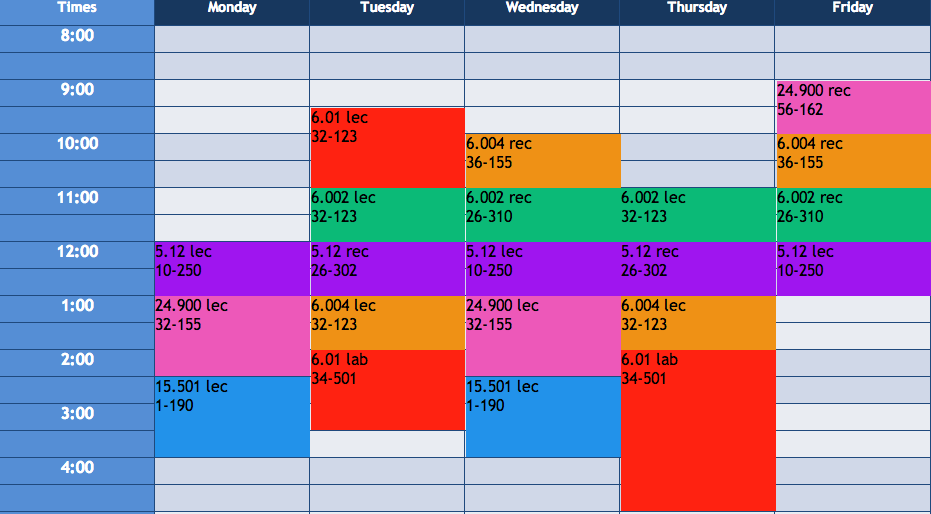 Times Monday Tuesday Wednesday Thursday Friday
8:00
9:00
24.900 rec
56-162
6.01 lec
32-123
10:00
6.004 rec
36-155
6.004 rec
36-155
11:00
6.002 lec
32-123
6.002 rec
26-310
6.002 lec
32-123
6.002 rec
26-310
12:00
5.12 lec
10-250
5.12 rec
26-302
5.12 lec
10-250
5.12 rec
26-302
5.12 lec
10-250
1:00
24.900 lec
32-155
6.004 lec
32-123
24.900 lec
32-155
6.004 lec
32-123
2:00
6.01 lab
34-501
6.01 lab
34-501
15.501 lec
1-190
15.501 lec
1-190
3:00
4:00